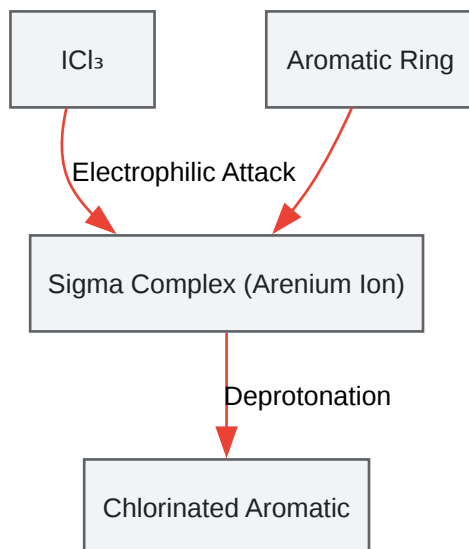 ICl₃
Aromatic Ring
Electrophilic Attack
Sigma Complex (Arenium Ion)
Deprotonation
Chlorinated Aromatic